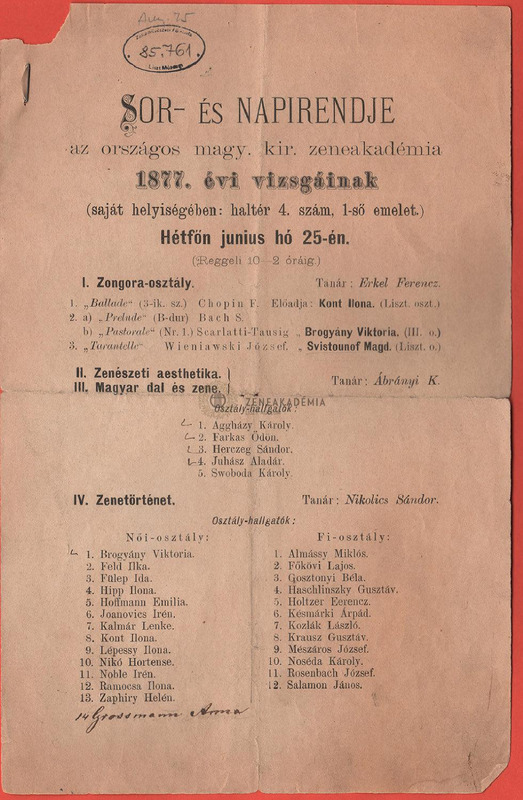 85.761
SOR- ÉS NAPIRENDJE
az országos magy. kir. zeneakadémia
1877. évi vizsgáinak
(saját helyiségében: haltér 4. szám, 1-ső emelet.)
Hétfőn junius hó 25-én.
(Reggeli 10—2 óráig.)
I. Zongora-osztály. Tanár: Erkel Ferencz.
1. „Ballade" (3-ik. sz.) Chopin F. Előadja: Kont Ilona. (Liszt. oszt.)
2. a) „Prelude" (B-dur) Bach S.
b) „Pastorale" (Nr. 1.) Scarlatti-Tausig „ Brogyány Viktoria. (III. o.)
3. „Tarantelle" Wieniawski József. „ Svistounof Magd. (Liszt. o.)
II. Zenészeti aesthetika.
III. Magyar dal és zene. Tanár: Ábrányi K.
ZENEAKADÉMIA
Osztály-hallgatók:
1. Aggházy Károly.
2. Farkas Ödön.
3. Herczeg Sándor.
4. Juhász Aladár.
5. Swoboda Károly.
IV. Zenetörténet. Tanár: Nikolics Sándor.
Osztály-hallgatók:
Női-osztály:
1. Brogyány Viktoria.
2. Feld Ilka.
3. Fülep Ida.
4. Hipp Ilona.
5. Hoffmann Emilia.
6. Joanovics Irén.
7. Kalmár Lenke.
8. Kont Ilona.
9. Lépessy Ilona.
10. Nikó Hortense.
11. Noble Irén.
12. Ramocsa Ilona.
13. Zaphiry Helén.
14 Grossmann Anna
Fi-osztály:
1. Almássy Miklós.
2. Főkövi Lajos.
3. Gosztonyi Béla.
4. Haschlinszky Gusztáv.
5. Holtzer Eerencz.
6. Késmárki Árpád.
7. Kozlák László.
8. Krausz Gusztáv.
9. Mészáros József.
10. Noséda Károly.
11. Rosenbach József.
12. Salamon János.